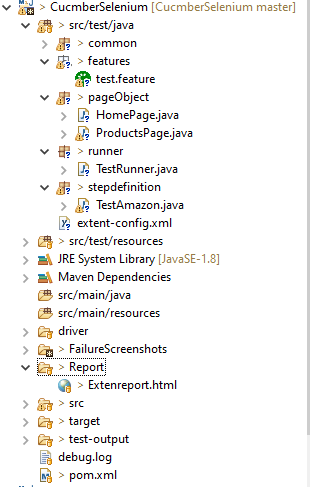 > CucmberSelenium [CucmberSelenium master]
> src/test/java
> common
> features
test.feature
> pageObject
> HomePage.java
> ProductsPage.java
> runner
> TestRunner.java
> stepdefinition
> TestAmazon.java
extent-config.xml
> src/test/resources
JRE System Library [JavaSE-1.8]
Maven Dependencies
src/main/java
src/main/resources
driver
> FailureScreenshots
> Report
> Extenreport.html
> src
> target
> test-output
debug.log
> pom.xml